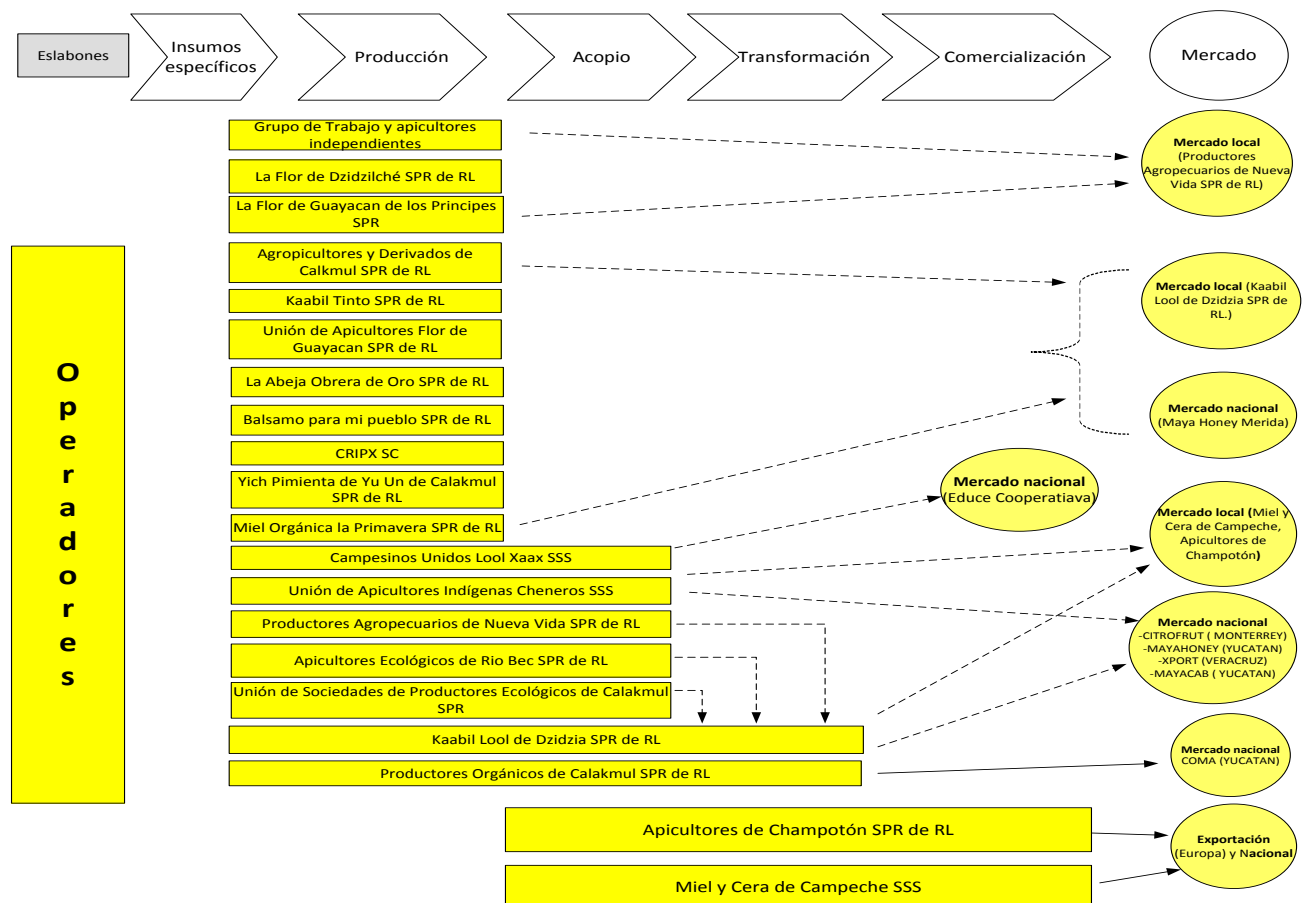 Eslabones
Insumos
específicos
Producción
Acopio
Transformación
Comercialización
Mercado
Operadores
Grupo de Trabajo y apicultores
independientes
La Flor de Dzidzilché SPR de RL
La Flor de Guayacan de los Principes
SPR
Agropicultores y Derivados de
Calkmul SPR de RL
Kaabil Tinto SPR de RL
Unión de Apicultores Flor de
Guayacan SPR de RL
La Abeja Obrera de Oro SPR de RL
Balsamo para mi pueblo SPR de RL
CRIPX SC
Yich Pimienta de Yu Un de Calakmul
SPR de RL
Miel Orgánica la Primavera SPR de RL
Campesinos Unidos Lool Xaax SSS
Unión de Apicultores Indígenas Cheneros SSS
Productores Agropecuarios de Nueva Vida SPR de RL
Apicultores Ecológicos de Rio Bec SPR de RL
Unión de Sociedades de Productores Ecológicos de Calakmul
SPR
Kaabil Lool de Dzidzia SPR de RL
Productores Orgánicos de Calakmul SPR de RL
Apicultores de Champotón SPR de RL
Miel y Cera de Campeche SSS
Mercado local
(Productores
Agropecuarios de Nueva
Vida SPR de RL)
Mercado local (Kaabil
Lool de Dzidzia SPR de
RL.)
Mercado nacional
(Maya Honey Merida)
Mercado nacional
(Educe Cooperatiava)
Mercado local (Miel y
Cera de Campeche,
Apicultores de
Champotón)
Mercado nacional
-CITROFRUT ( MONTERREY)
-MAYAHONEY (YUCATAN)
-XPORT (VERACRUZ)
-MAYACAB ( YUCATAN)
Mercado nacional
COMA (YUCATAN)
Exportación
(Europa) y Nacional